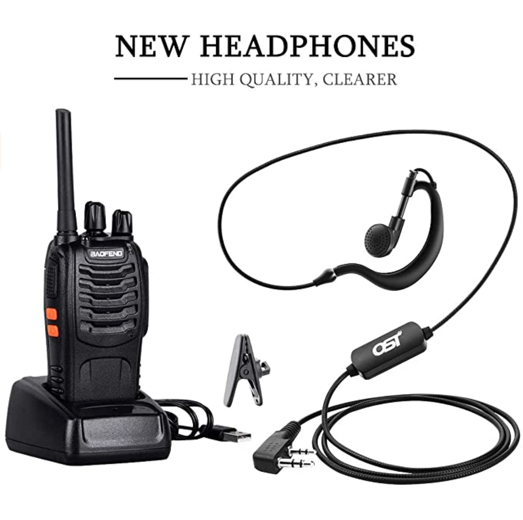 NEW HEADPHONES
HIGH QUALITY, CLEARER
BAOFENG
OST